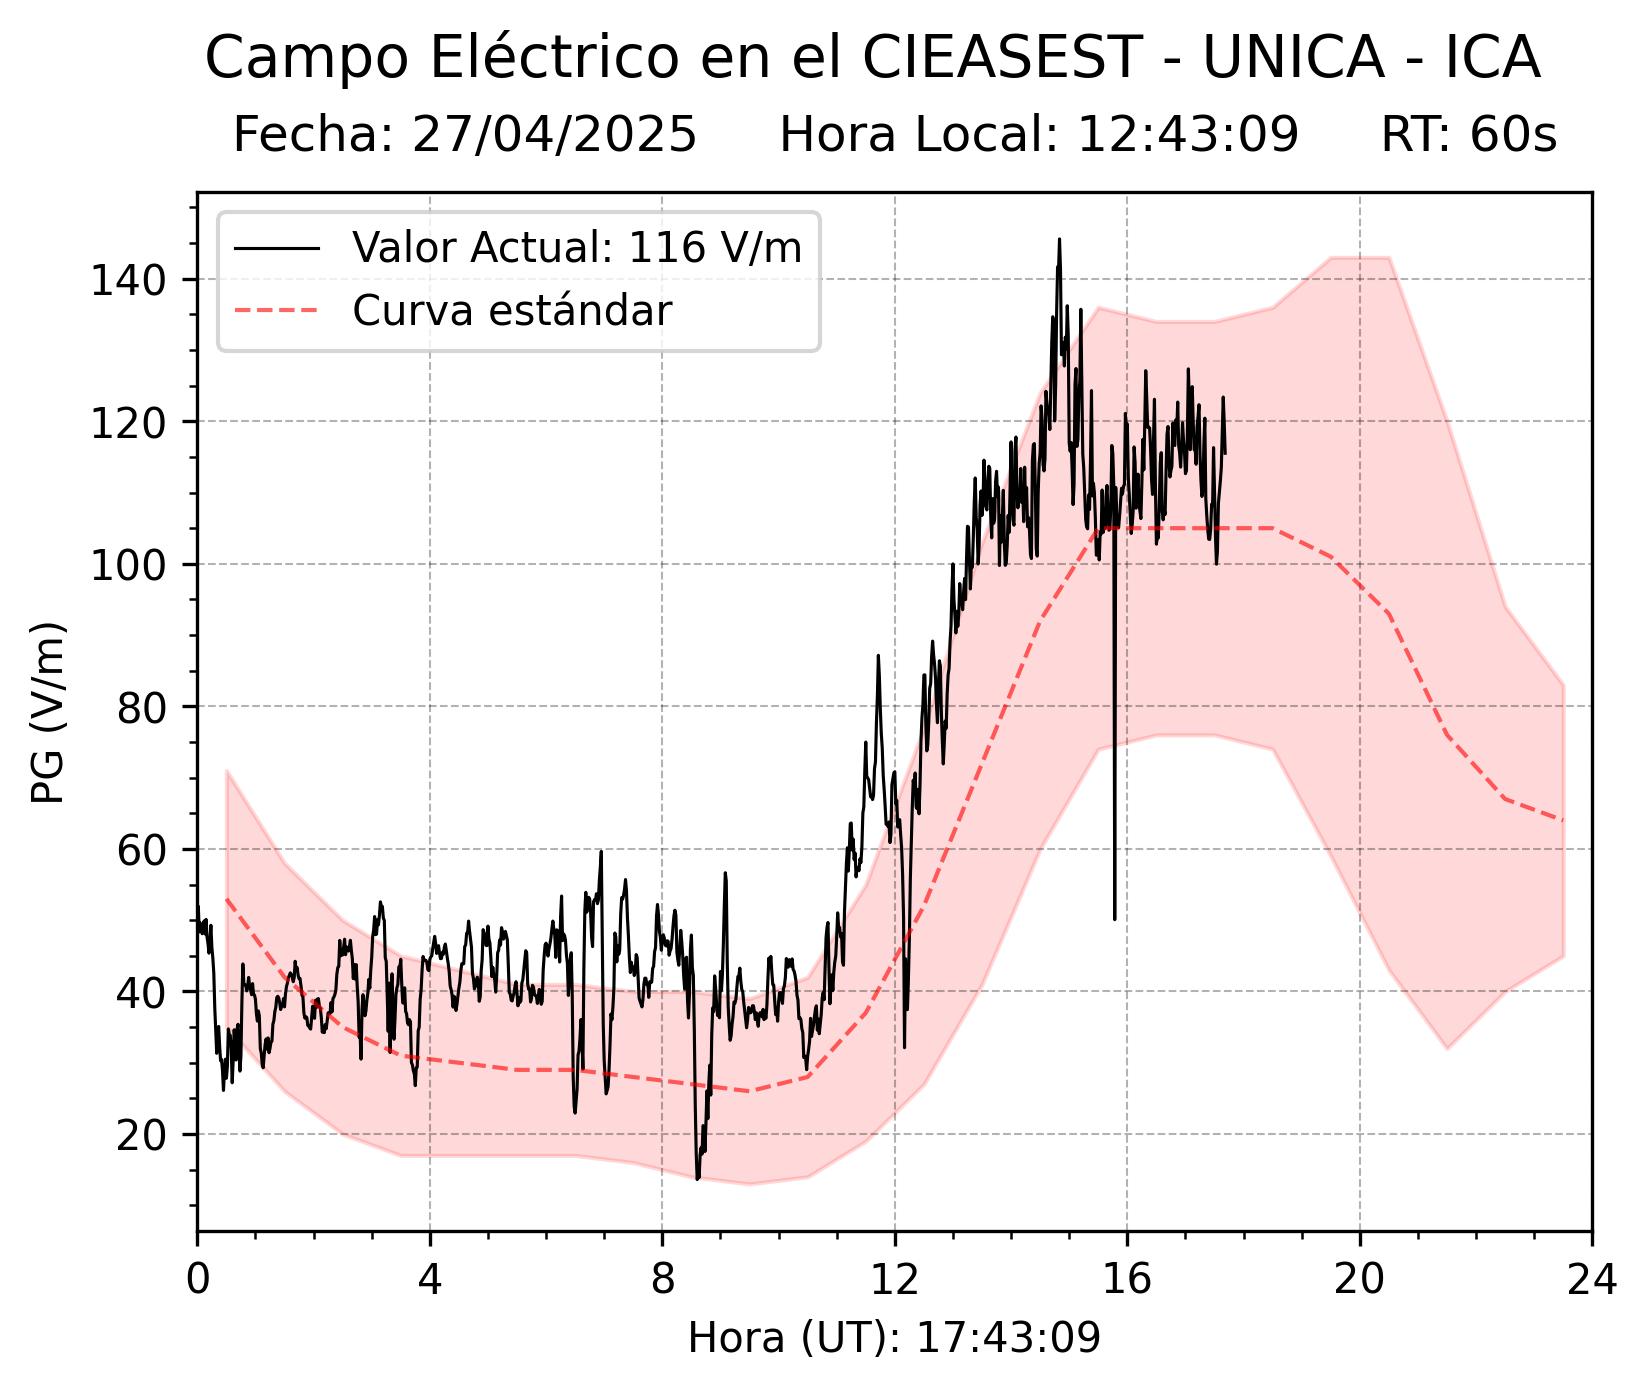 Campo Eléctrico en el CIEASEST - UNICA - ICA
Fecha: 27/04/2025 Hora Local: 12:43:09 RT: 60s
Valor Actual: 116 V/m
Curva estándar
PG (V/m)
140
120
100
80
60
40
20
0 4 8 12 16 20 24
Hora (UT): 17:43:09